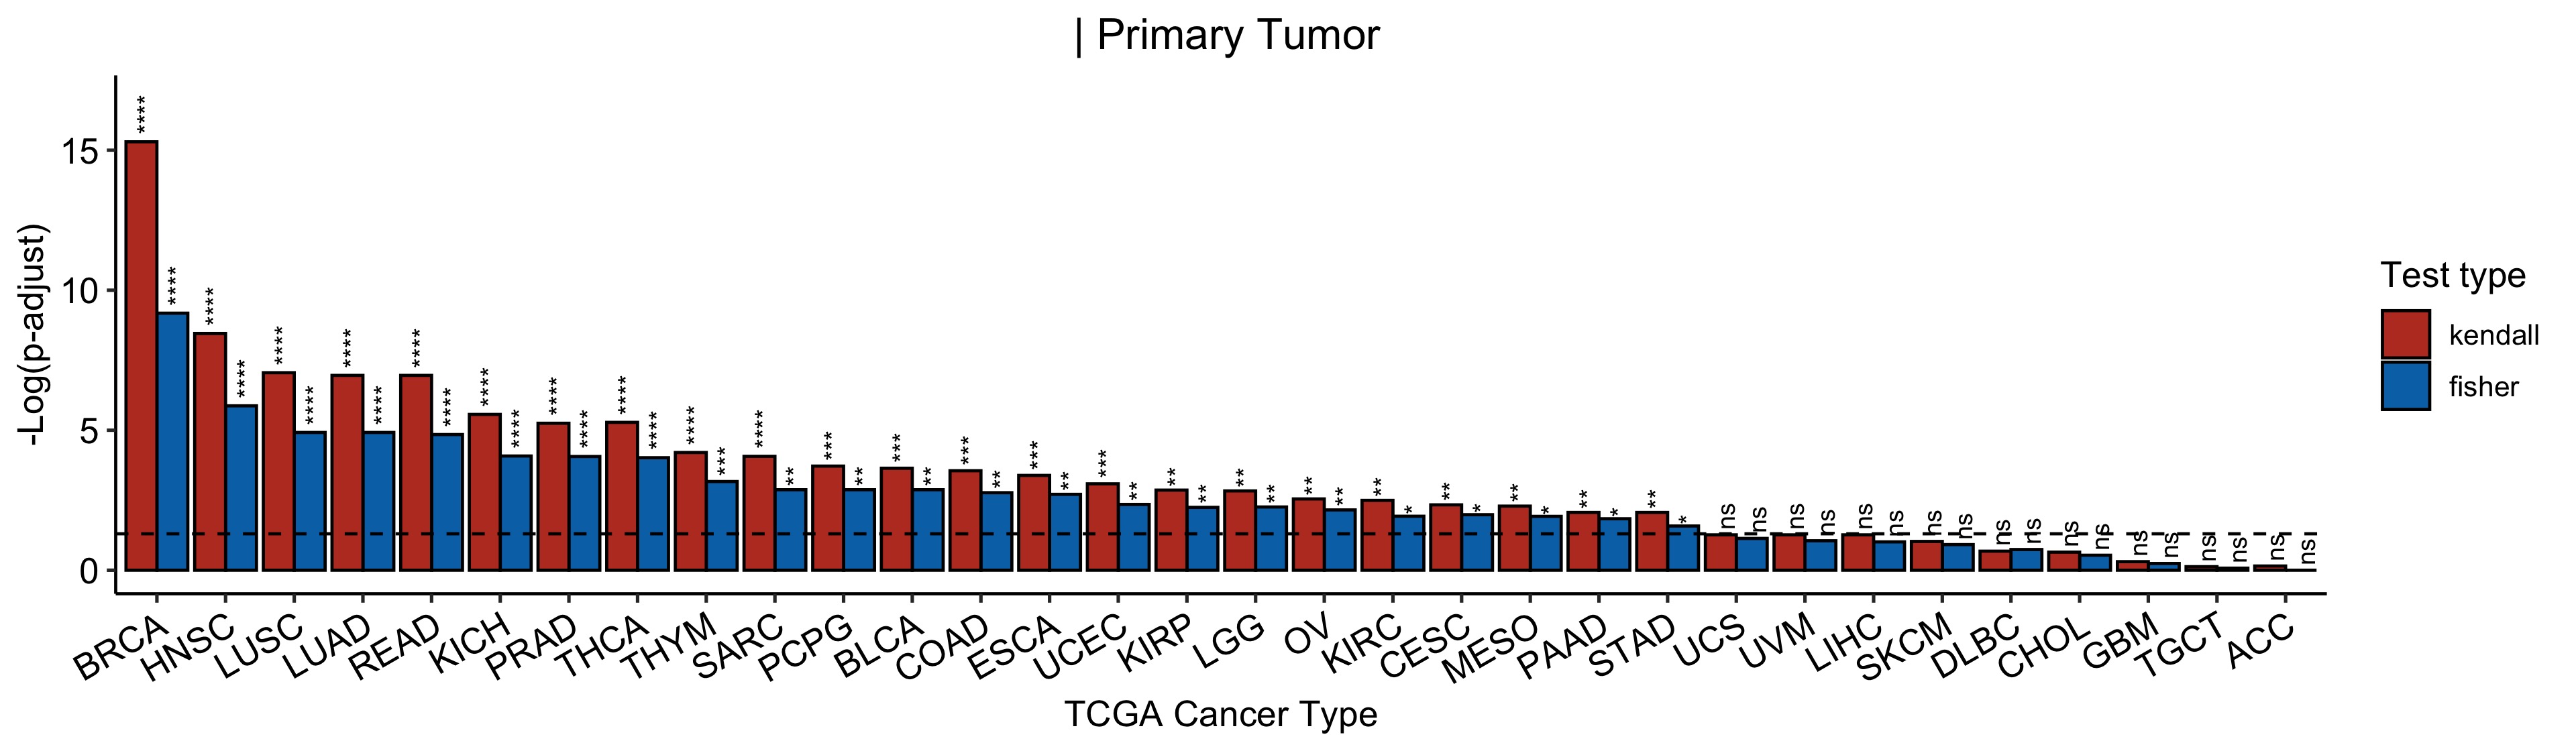 | Primary Tumor
-Log(p-adjust)
15
10
5
0
**** **** **** **** **** **** **** **** **** **** **** **** **** **** **** **** **** *** **** ** *** ** *** ** *** ** *** ** *** ** ** ** ** ** ** ** ** * ** * ** * ** * ** * ns ns ns ns ns ns ns ns ns ns ns ns ns ns ns ns ns ns
BRCA HNSC LUSC LUAD READ KICH PRAD THCA THYM SARC PCPG BLCA COAD ESCA UCEC KIRP LGG OV KIRC CESC MESO PAAD STAD UCS UVM LIHC SKCM DLBC CHOL GBM TGCT ACC
TCGA Cancer Type
Test type
kendall
fisher